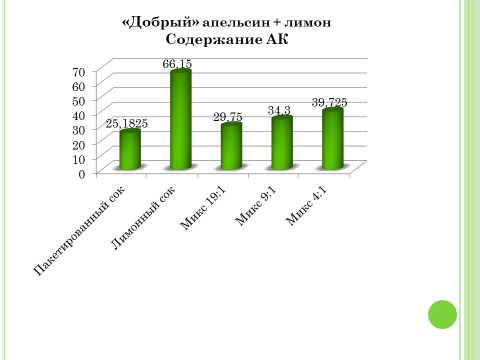 «Добрый» апельсин + лимон
Содержание АК
70
60
50
40
30
20
10
0
25,1825
66,15
29,75
34,3
39,725
Пакетированный сок
Лимонный сок
Микс 19:1
Микс 9:1
Микс 4:1